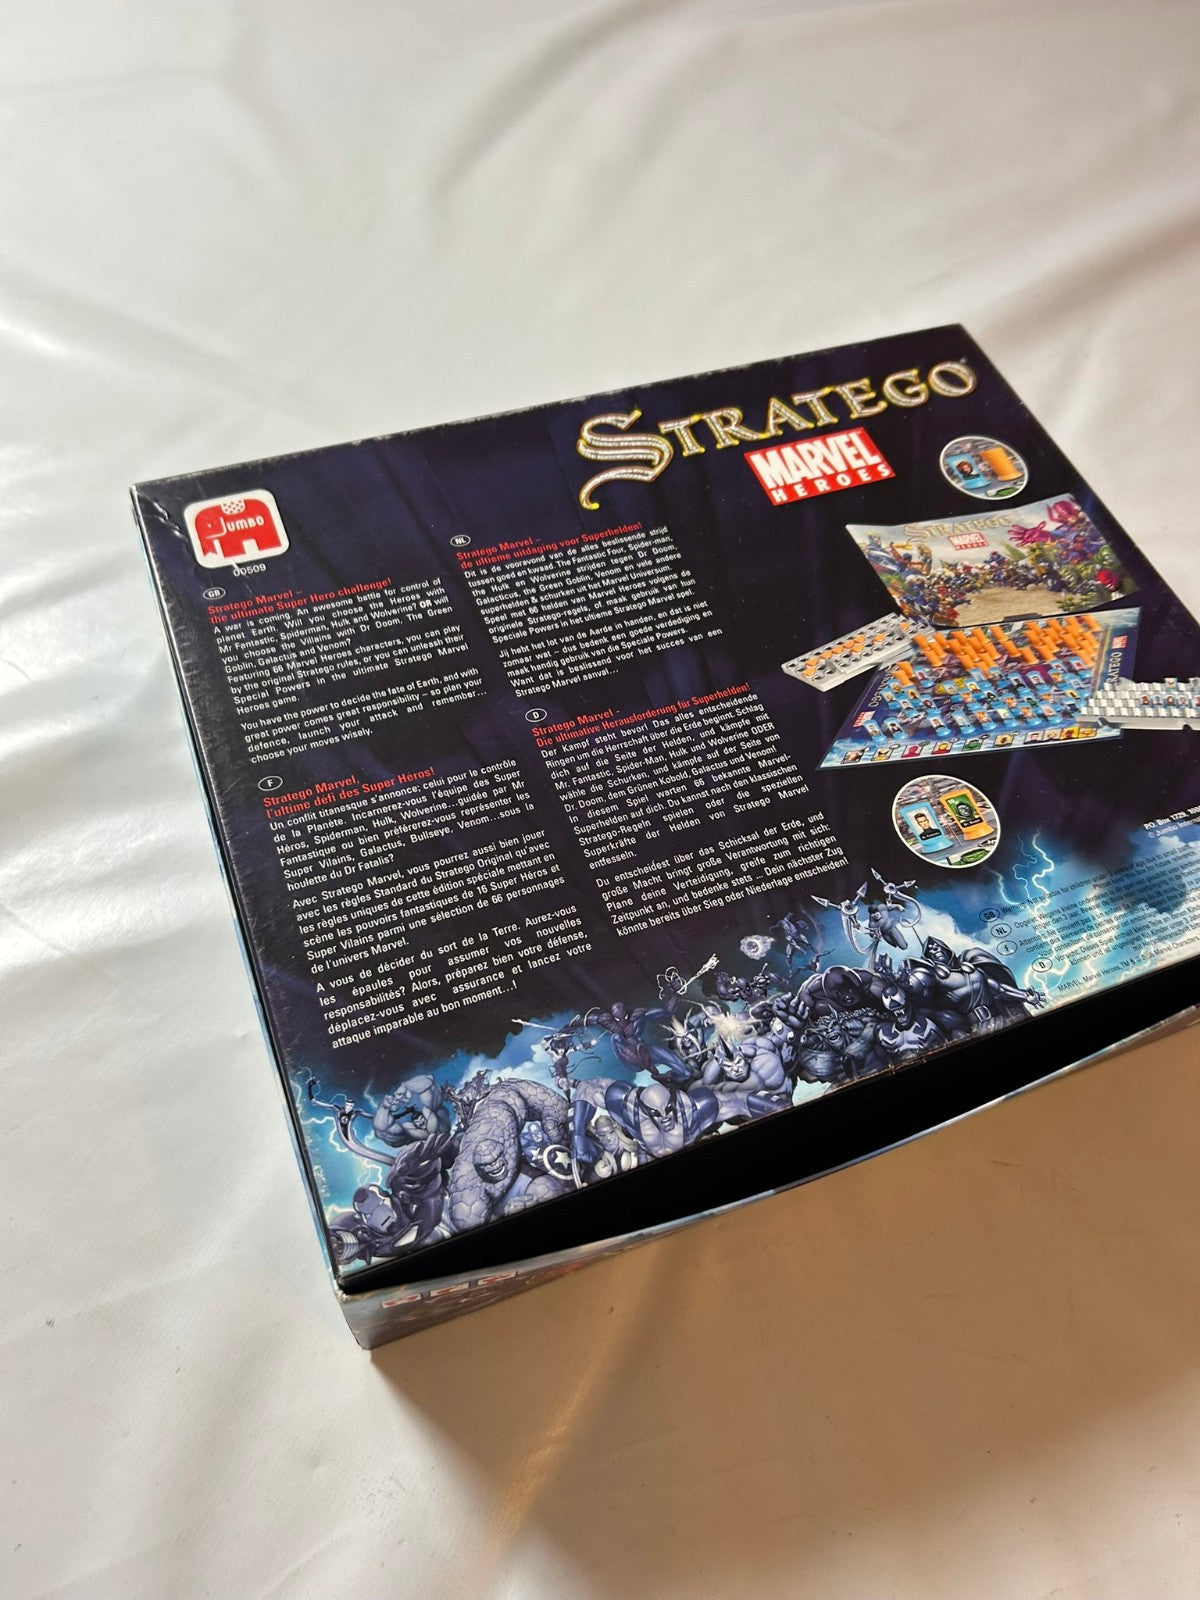 STRATEGO
MARVEL
HEROES
JUMBO
00509
GB
Stratego Marvel –
the ultimate Super Hero challenge!
A war is coming. An awesome battle for control of
planet Earth. Will you choose the Heroes with
Mr Fantastic, Spiderman, Hulk and Wolverine? OR will
you choose the Villains with Dr Doom, The Green
Goblin, Galactus and Venom?
Featuring 66 Marvel Heroes characters, you can play
by the original Stratego rules, or you can unleash their
Special Powers in the ultimate Stratego Marvel
Heroes game.
You have the power to decide the fate of Earth, and with
great power comes great responsibility – so plan your
defence, launch your attack and remember...
choose your moves wisely.
F
Stratego Marvel,
l'ultime defi des Super Héros!
Un conflit titanesque s'annonce; celui pour le contrôle
de la Planète. Incarnerez-vous l'équipe des Super
Héros, Spiderman, Hulk, Wolverine...guidée par Mr
Fantastique ou bien préférerez-vous représenter les
Super Vilains, Galactus, Bullseye, Venom...sous la
houlette du Dr Fatalis?
Avec Stratego Marvel, vous pourrez aussi bien jouer
avec les règles Standard du Stratego Original qu'avec
les règles uniques de cette édition spéciale mettant en
scène les pouvoirs fantastiques de 16 Super Héros et
Super Vilains parmi une sélection de 66 personnages
de l'univers Marvel.
A vous de décider du sort de la Terre. Aurez-vous
les épaules pour assumer vos nouvelles
responsabilités? Alors, préparez bien votre défense,
déplacez-vous avec assurance et lancez votre
attaque imparable au bon moment...!
NL
Stratego Marvel –
de ultieme uitdaging voor Superhelden!
Dit is de vooravond van de alles beslissende strijd
tussen goed en kwaad. The Fantastic Four, Spider-man,
the Hulk en Wolverine strijden tegen Dr Doom,
Galacticus, the Green Goblin, Venom en vele andere
superhelden & schurken uit het Marvel Universum.
Speel met 66 helden van Marvel Heroes volgens de
originele Stratego regels, of maak gebruik van hun
Speciale Powers in het ultieme Stratego Marvel spel.
Jij hebt het lot van de Aarde in handen, en dat is niet
zomaar wat – dus bedenk een goede verdediging en
maak handig gebruik van de Speciale Powers.
Want dat is beslissend voor het succes van een
Stratego Marvel aanval...
D
Stratego Marvel -
Die ultimative Herausforderung für Superhelden!
Der Kampf steht bevor. Das alles entscheidende
Ringen um die Herrschaft über die Erde beginnt. Schlag
dich auf die Seite der Helden, und kämpfe mit
Mr. Fantastic, Spider-Man, Hulk und Wolverine ODER
wähle die Schurken, und kämpfe auf der Seite von
Dr. Doom, dem Grünen Kobold, Galactus und Venom!
In diesem Spiel warten 66 bekannte Marvel-
Superhelden auf dich. Du kannst nach den klassischen
Stratego-Regeln spielen oder die speziellen
Superkräfte der Helden von Stratego Marvel
entfesseln.
Du entscheidest über das Schicksal der Erde, und
große Macht bringt große Verantwortung mit sich:
Plane deine Verteidigung, greife zum richtigen
Zeitpunkt an, und bedenke stets ... Dein nächster Zug
könnte bereits über Sieg oder Niederlage entscheiden!
STRATEGO
MARVEL
HEROES
P.O. Box 1729,
© Jumbo
GB
NL
F
D
MARVEL, Marvel Heroes, TM &